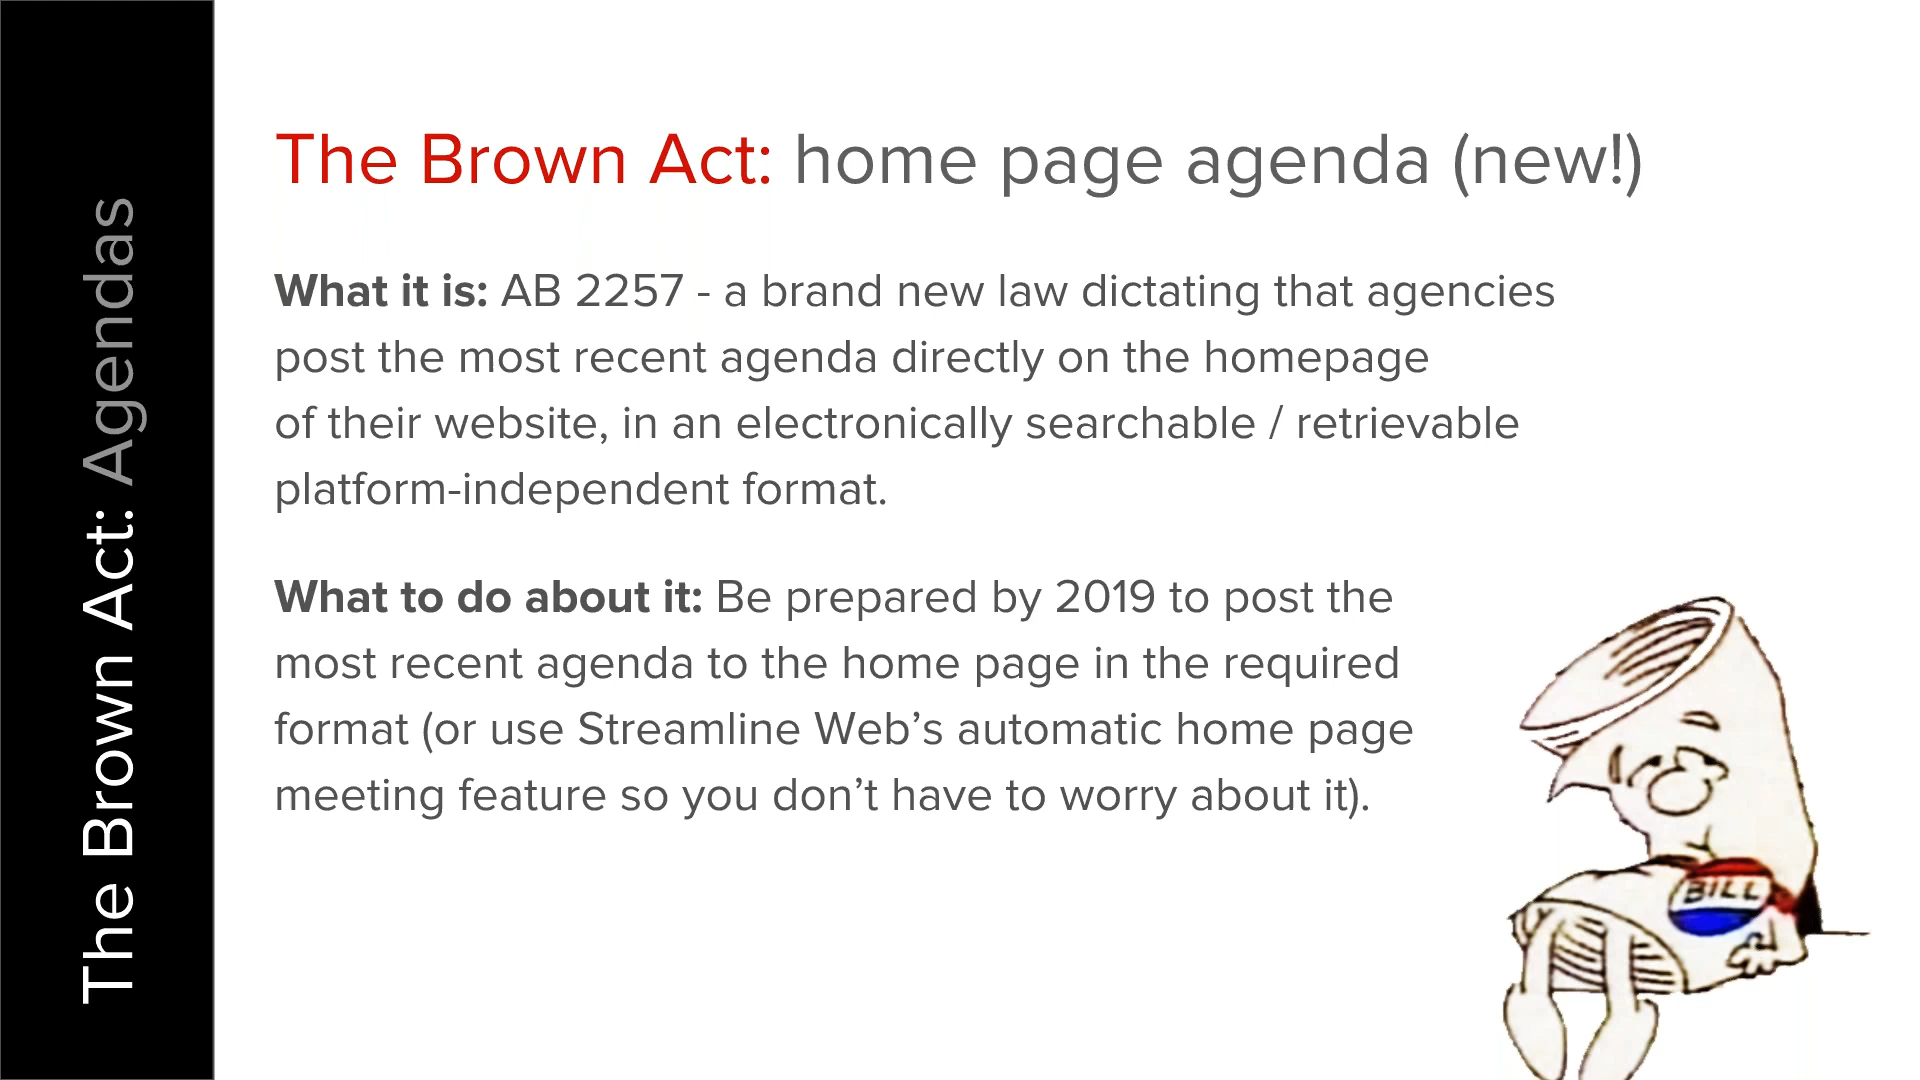 The Brown Act: Agendas
The Brown Act: home page agenda (new!)
What it is: AB 2257 - a brand new law dictating that agencies
post the most recent agenda directly on the homepage
of their website, in an electronically searchable / retrievable
platform-independent format.
What to do about it: Be prepared by 2019 to post the
most recent agenda to the home page in the required
format (or use Streamline Web’s automatic home page
meeting feature so you don’t have to worry about it).
BILL